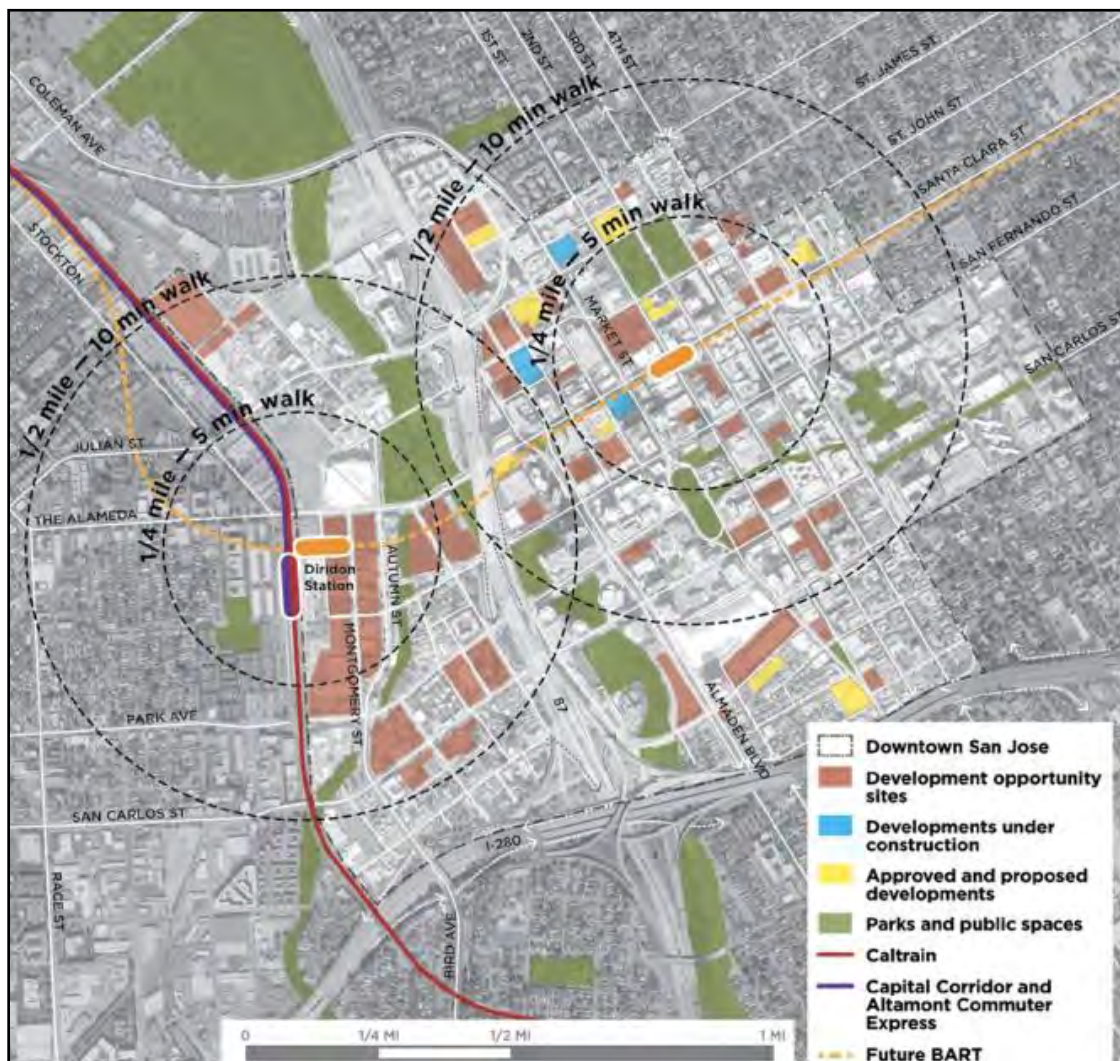 COLEMAN AVE
1ST ST
2ND ST
3RD ST
4TH ST
ST. JAMES ST
ST. JOHN ST
SANTA CLARA ST
SAN FERNANDO ST
SAN CARLOS S
STOCKTON
1/2 mile – 10 min walk
1/4 mile – 5 min walk
MARKET ST
1/2 mile – 10 min walk
1/4 mile – 5 min walk
JULIAN ST
THE ALAMEDA
Diridon
Station
AUTUMN ST
MONTGOMERY ST
PARK AVE
SAN CARLOS ST
RACE ST
BIRD AVE
I-280
87
ALMADEN BLVD
Downtown San Jose
Development opportunity
sites
Developments under
construction
Approved and proposed
developments
Parks and public spaces
Caltrain
Capital Corridor and
Altamont Commuter
Express
Future BART
0 1/4 MI 1/2 MI 1 MI